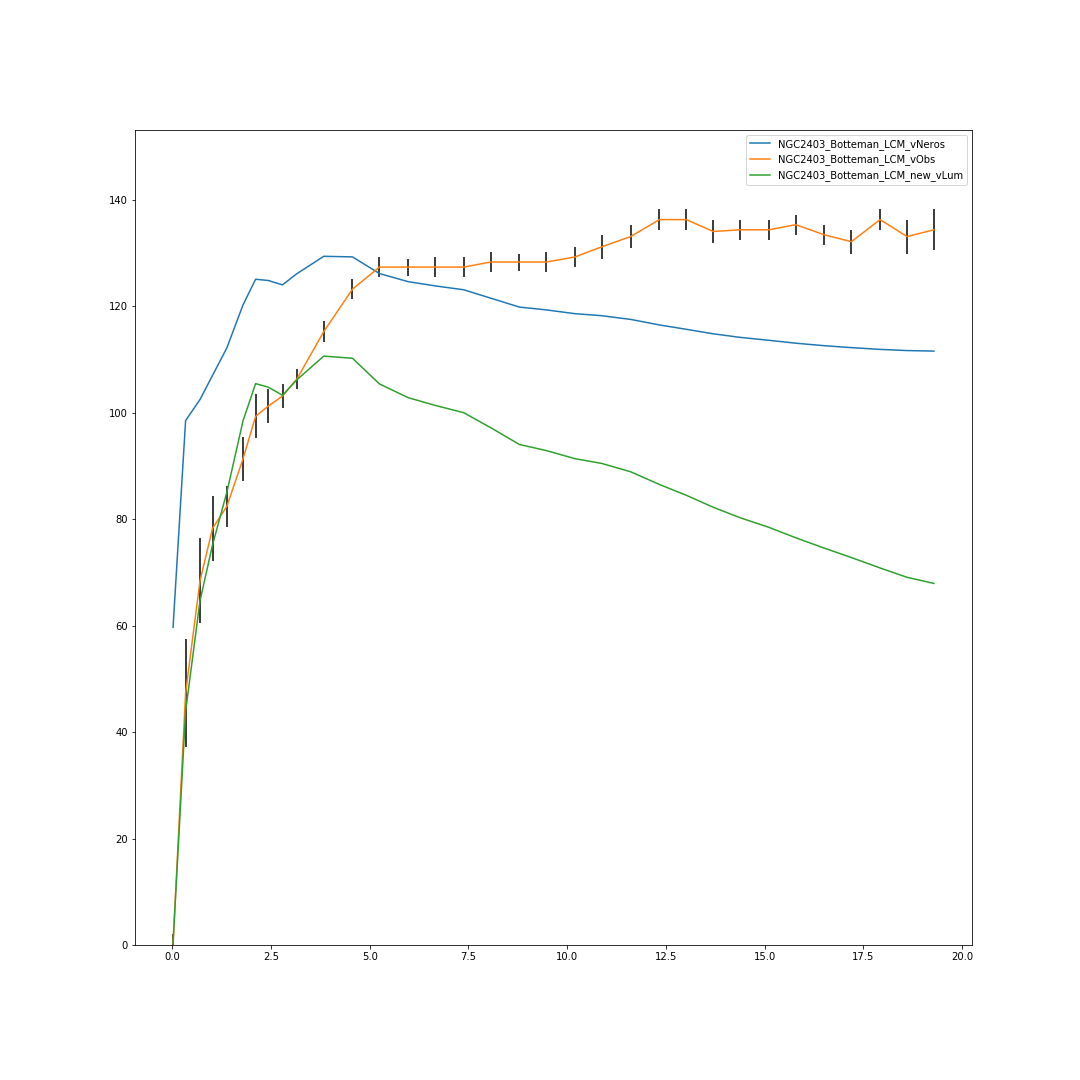 NGC2403_Botteman_LCM_vNeros
NGC2403_Botteman_LCM_vObs
NGC2403_Botteman_LCM_new_vLum
140
120
100
80
60
40
20
0
0.0 2.5 5.0 7.5 10.0 12.5 15.0 17.5 20.0